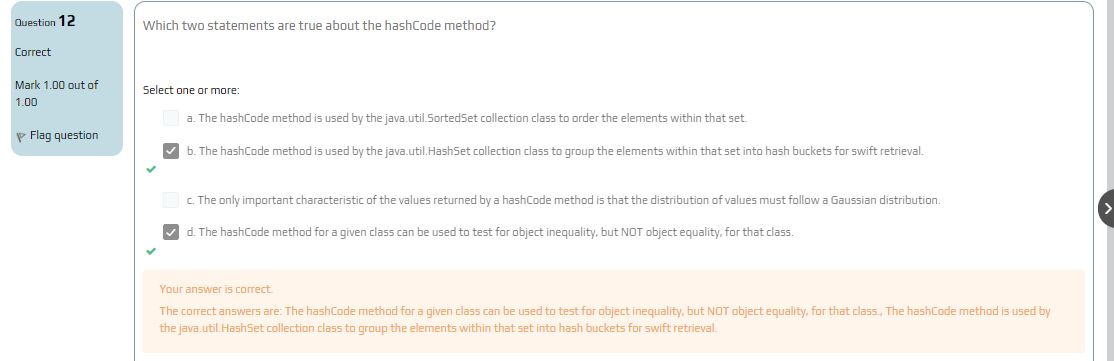 Question 12
Correct
Mark 1.00 out of
1.00
Flag question
Which two statements are true about the hashCode method?
Select one or more:
a. The hashCode method is used by the java.util.SortedSet collection class to order the elements within that set.
b. The hashCode method is used by the java.util.HashSet collection class to group the elements within that set into hash buckets for swift retrieval.
c. The only important characteristic of the values returned by a hashCode method is that the distribution of values must follow a Gaussian distribution.
d. The hashCode method for a given class can be used to test for object inequality, but NOT object equality, for that class.
Your answer is correct.
The correct answers are: The hashCode method for a given class can be used to test for object inequality, but NOT object equality, for that class., The hashCode method is used by
the java.util.HashSet collection class to group the elements within that set into hash buckets for swift retrieval.